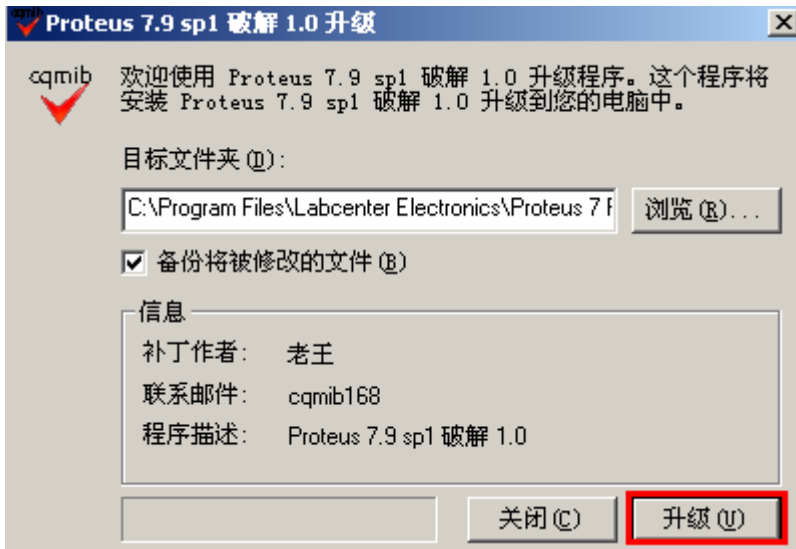 Proteus 7.9 sp1 破解 1.0 升级
cqmib
欢迎使用 Proteus 7.9 sp1 破解 1.0 升级程序。这个程序将
安装 Proteus 7.9 sp1 破解 1.0 升级到您的电脑中。
目标文件夹(D):
C:\Program Files\Labcenter Electronics\Proteus 7
浏览(R)...
备份将被修改的文件(B)
信息
补丁作者: 老王
联系邮件: cqmib168
程序描述: Proteus 7.9 sp1 破解 1.0
关闭(C) 升级(U)